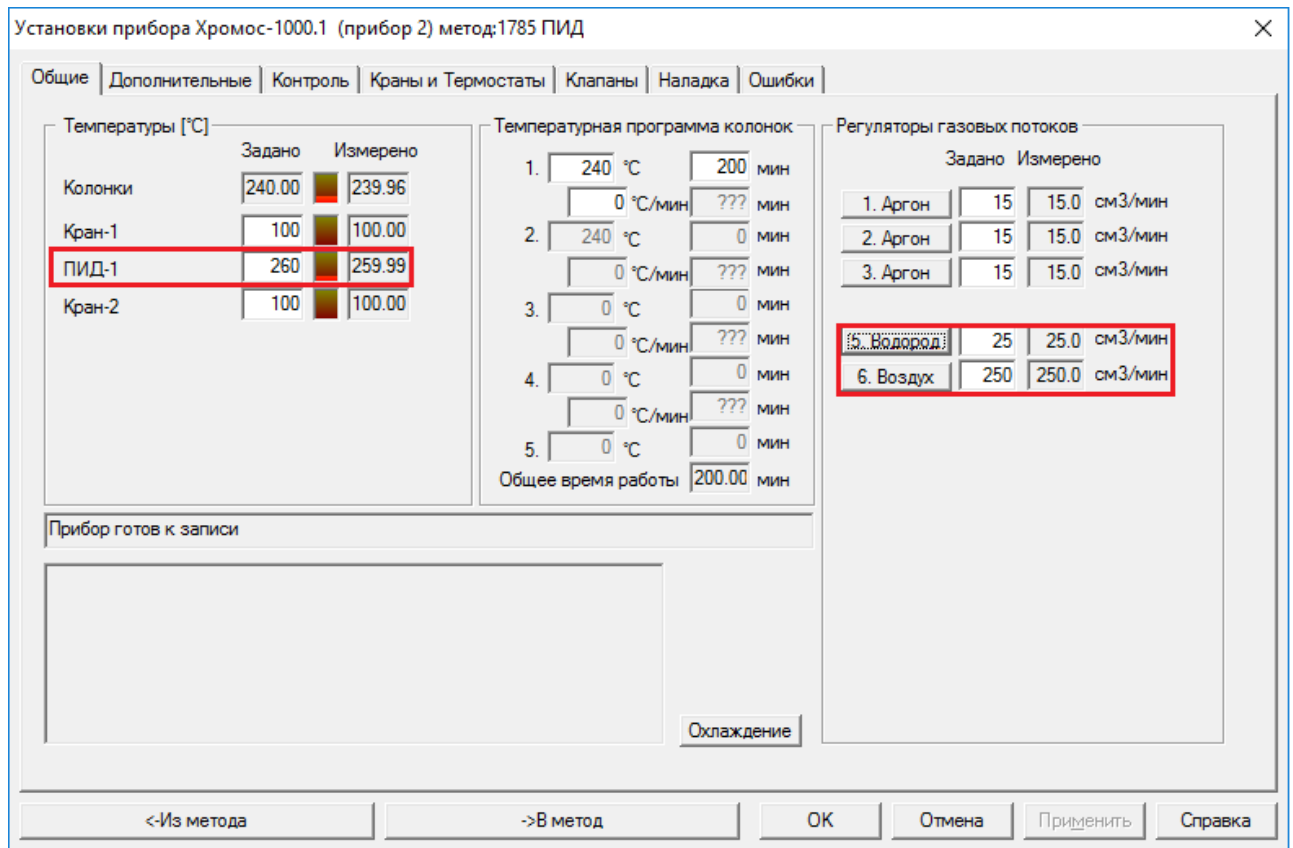 Установки прибора Хромос-1000.1 (прибор 2) метод:1785 ПИД
Общие Дополнительные Контроль Краны и Термостаты Клапаны Наладка Ошибки
Температуры [°C]
Задано Измерено
Колонки 240.00 239.96
Кран-1 100 100.00
ПИД-1 260 259.99
Кран-2 100 100.00
Температурная программа колонок
1. 240 °C 200 мин
0 °C/мин ??? мин
2. 240 °C 0 мин
0 °C/мин ??? мин
3. 0 °C 0 мин
0 °C/мин ??? мин
4. 0 °C 0 мин
0 °C/мин ??? мин
5. 0 °C 0 мин
Общее время работы 200.00 мин
Регуляторы газовых потоков
Задано Измерено
1. Аргон 15 15.0 см3/мин
2. Аргон 15 15.0 см3/мин
3. Аргон 15 15.0 см3/мин
5. Водород 25 25.0 см3/мин
6. Воздух 250 250.0 см3/мин
Прибор готов к записи
Охлаждение
<-Из метода ->В метод OK Отмена Применить Справка